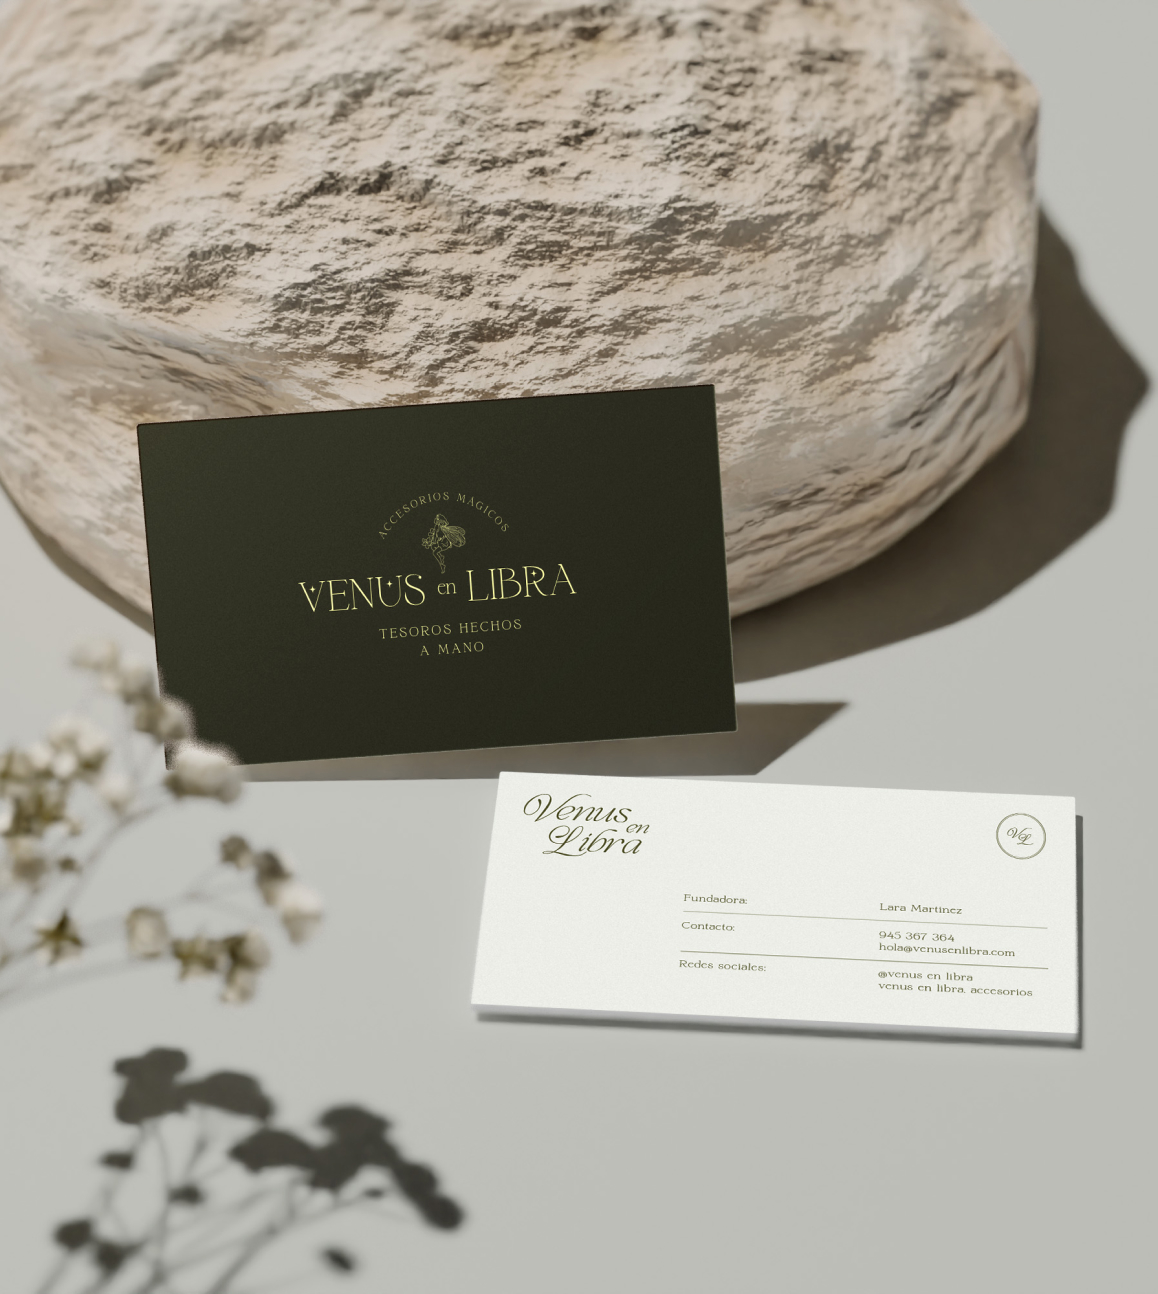 ACCESORIOS MÁGICOS
VENUS en LIBRA
TESOROS HECHOS
A MANO
Venus en
Libra
VL
Fundadora: Lara Martinez
Contacto: 945 367 364
hola@venusenlibra.com
Redes sociales: @venus en libra
venus en libra. accesorios